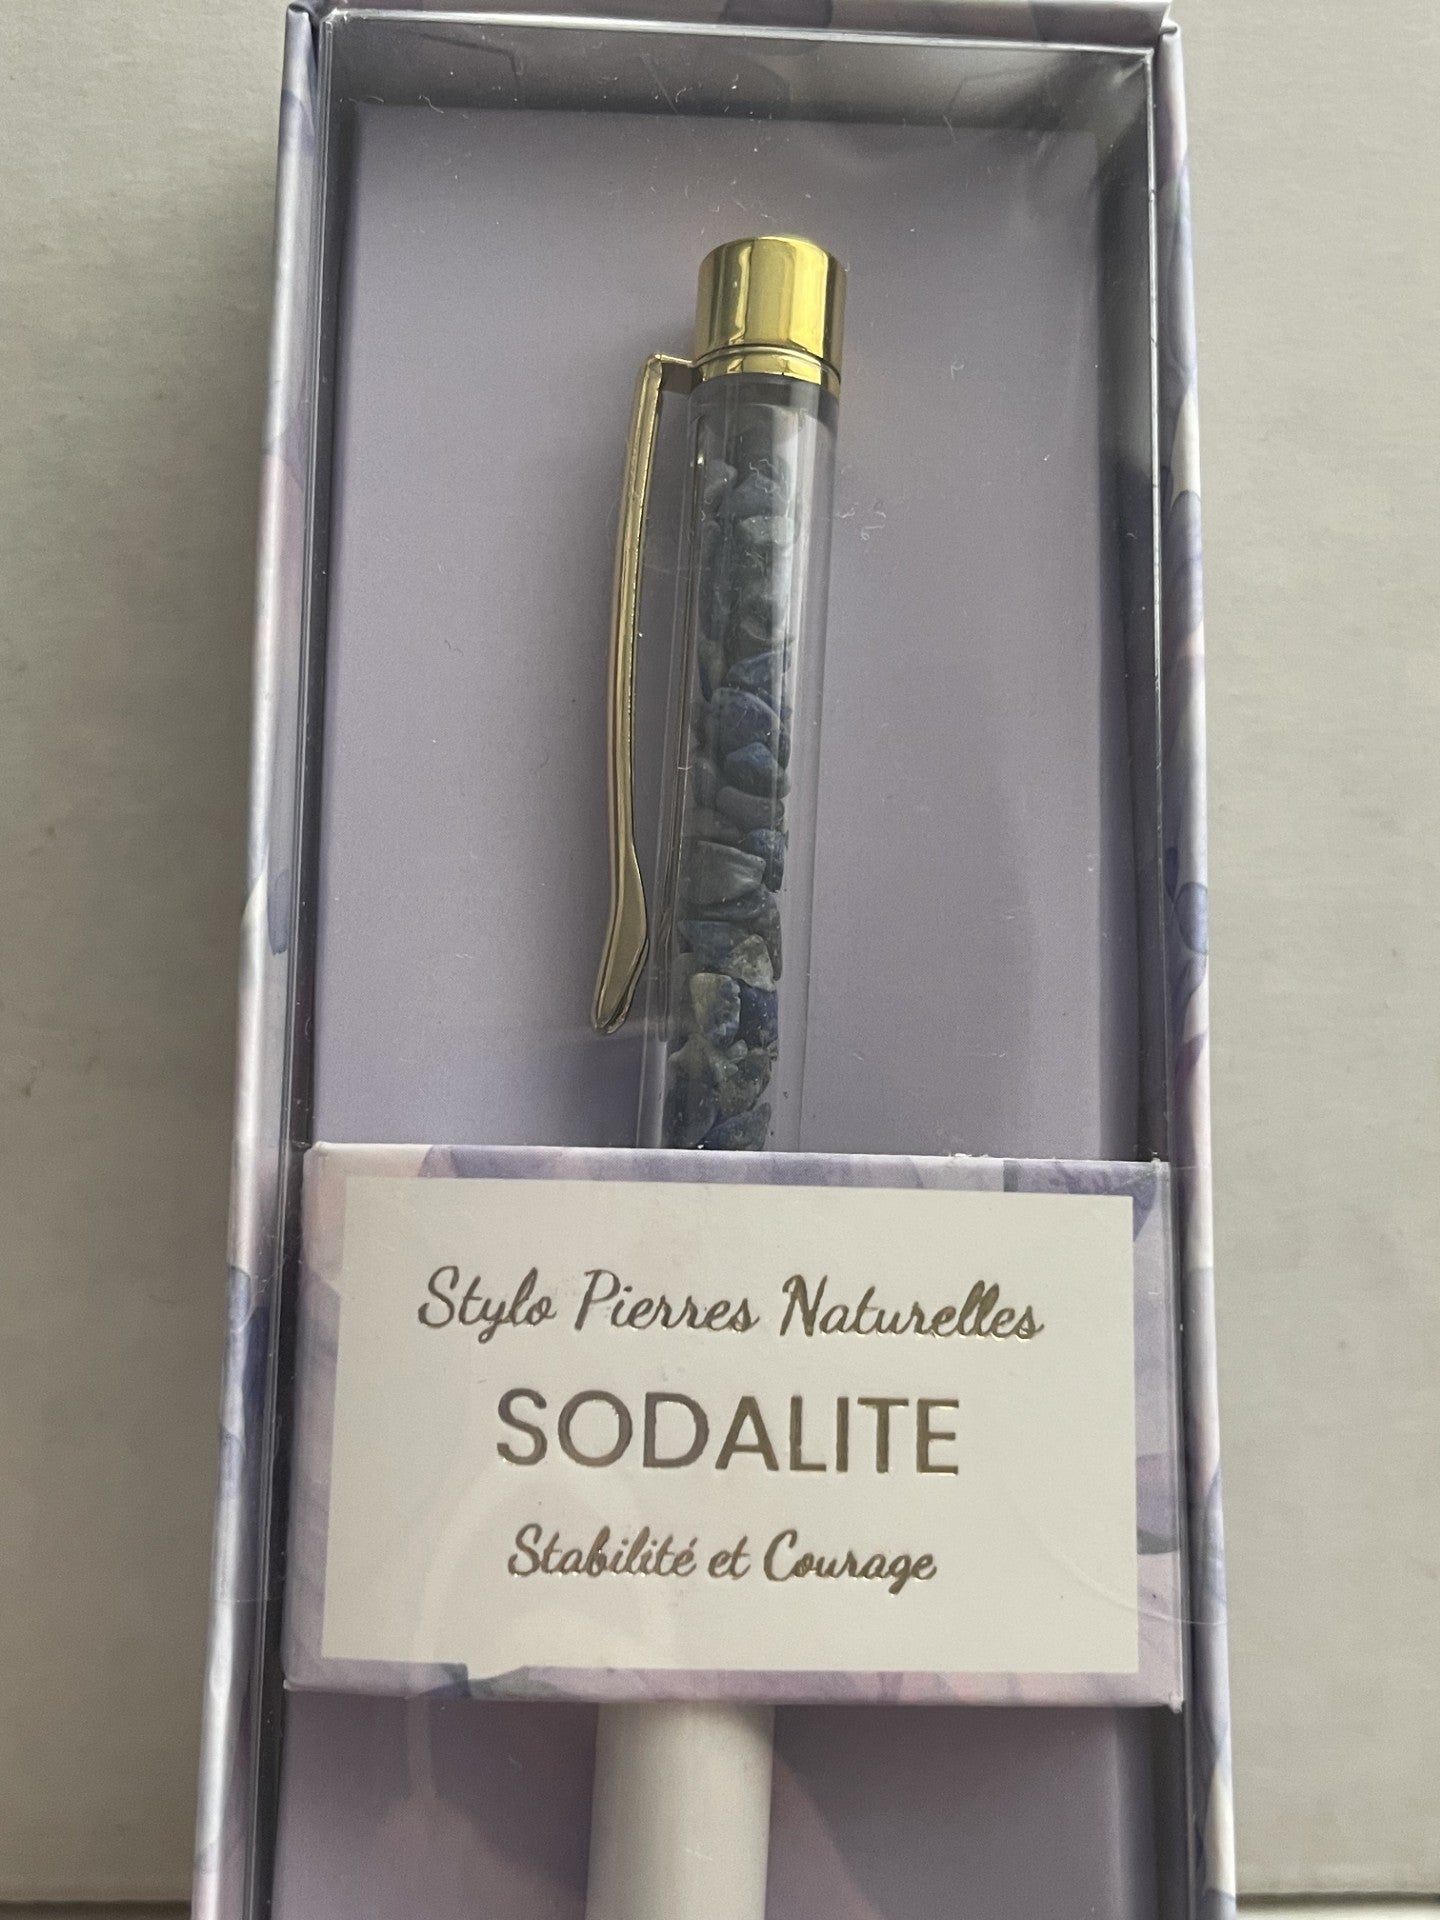 Stylo Pierres Naturelles
SODALITE
Stabilité et Courage